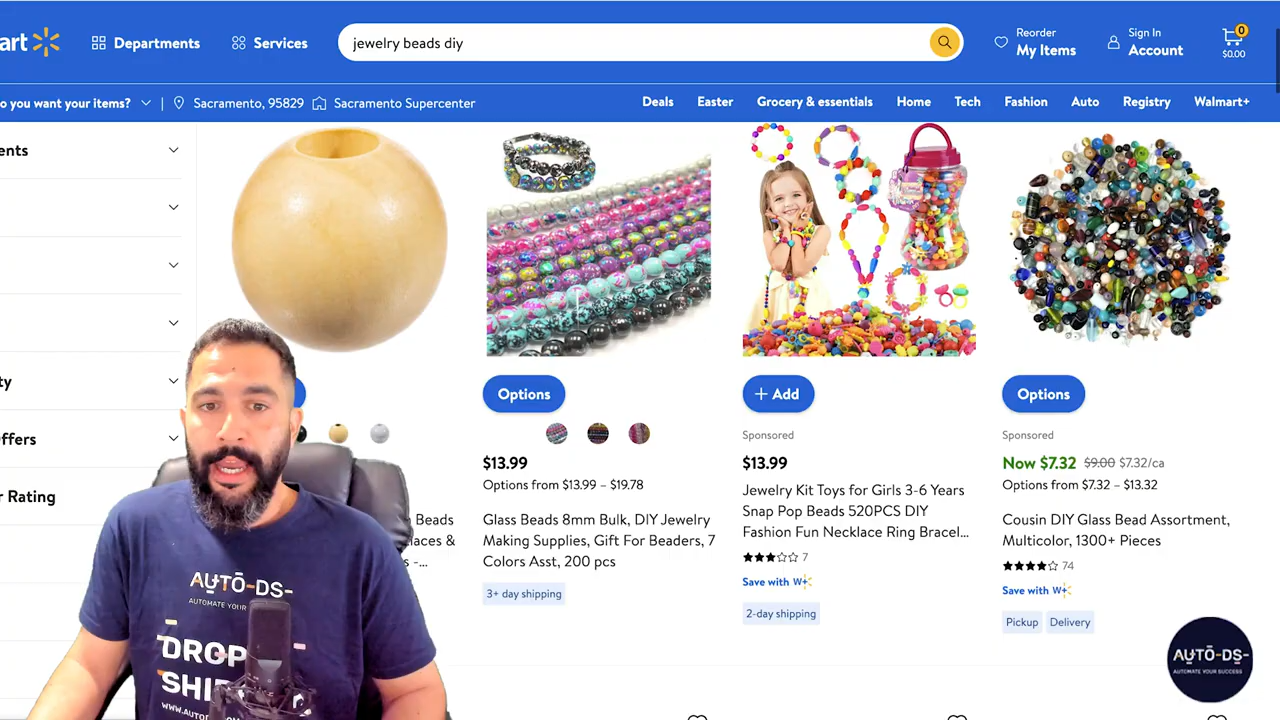 art
Departments
Services
jewelry beads diy
Reorder
My Items
Sign In
Account
0
$0.00
o you want your items?
Sacramento, 95829
Sacramento Supercenter
Deals
Easter
Grocery & essentials
Home
Tech
Fashion
Auto
Registry
Walmart+
ents
ty
ffers
r Rating
Beads
aces &
s -...
Options
$13.99
Options from $13.99 – $19.78
Glass Beads 8mm Bulk, DIY Jewelry
Making Supplies, Gift For Beaders, 7
Colors Asst, 200 pcs
3+ day shipping
+ Add
Sponsored
$13.99
Jewelry Kit Toys for Girls 3-6 Years
Snap Pop Beads 520PCS DIY
Fashion Fun Necklace Ring Bracel...
7
Save with W+
2-day shipping
Options
Sponsored
Now $7.32 $9.00 $7.32/ca
Options from $7.32 – $13.32
Cousin DIY Glass Bead Assortment,
Multicolor, 1300+ Pieces
74
Save with W+
Pickup
Delivery
AUTO-DS-
AUTOMATE YOUR
DROP
SHI
WWW.AUTOD
AUTO-DS-
AUTOMATE YOUR SUCCESS